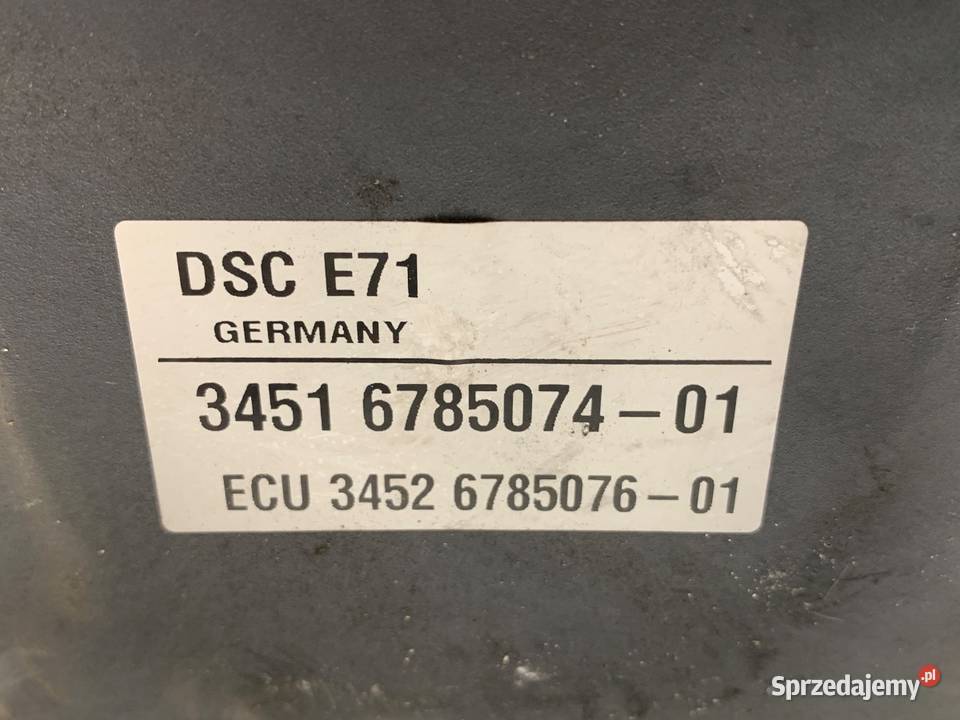 DSC E71
GERMANY
3451 6785074-01
ECU 3452 6785076-01
Sprzedajemy.pl